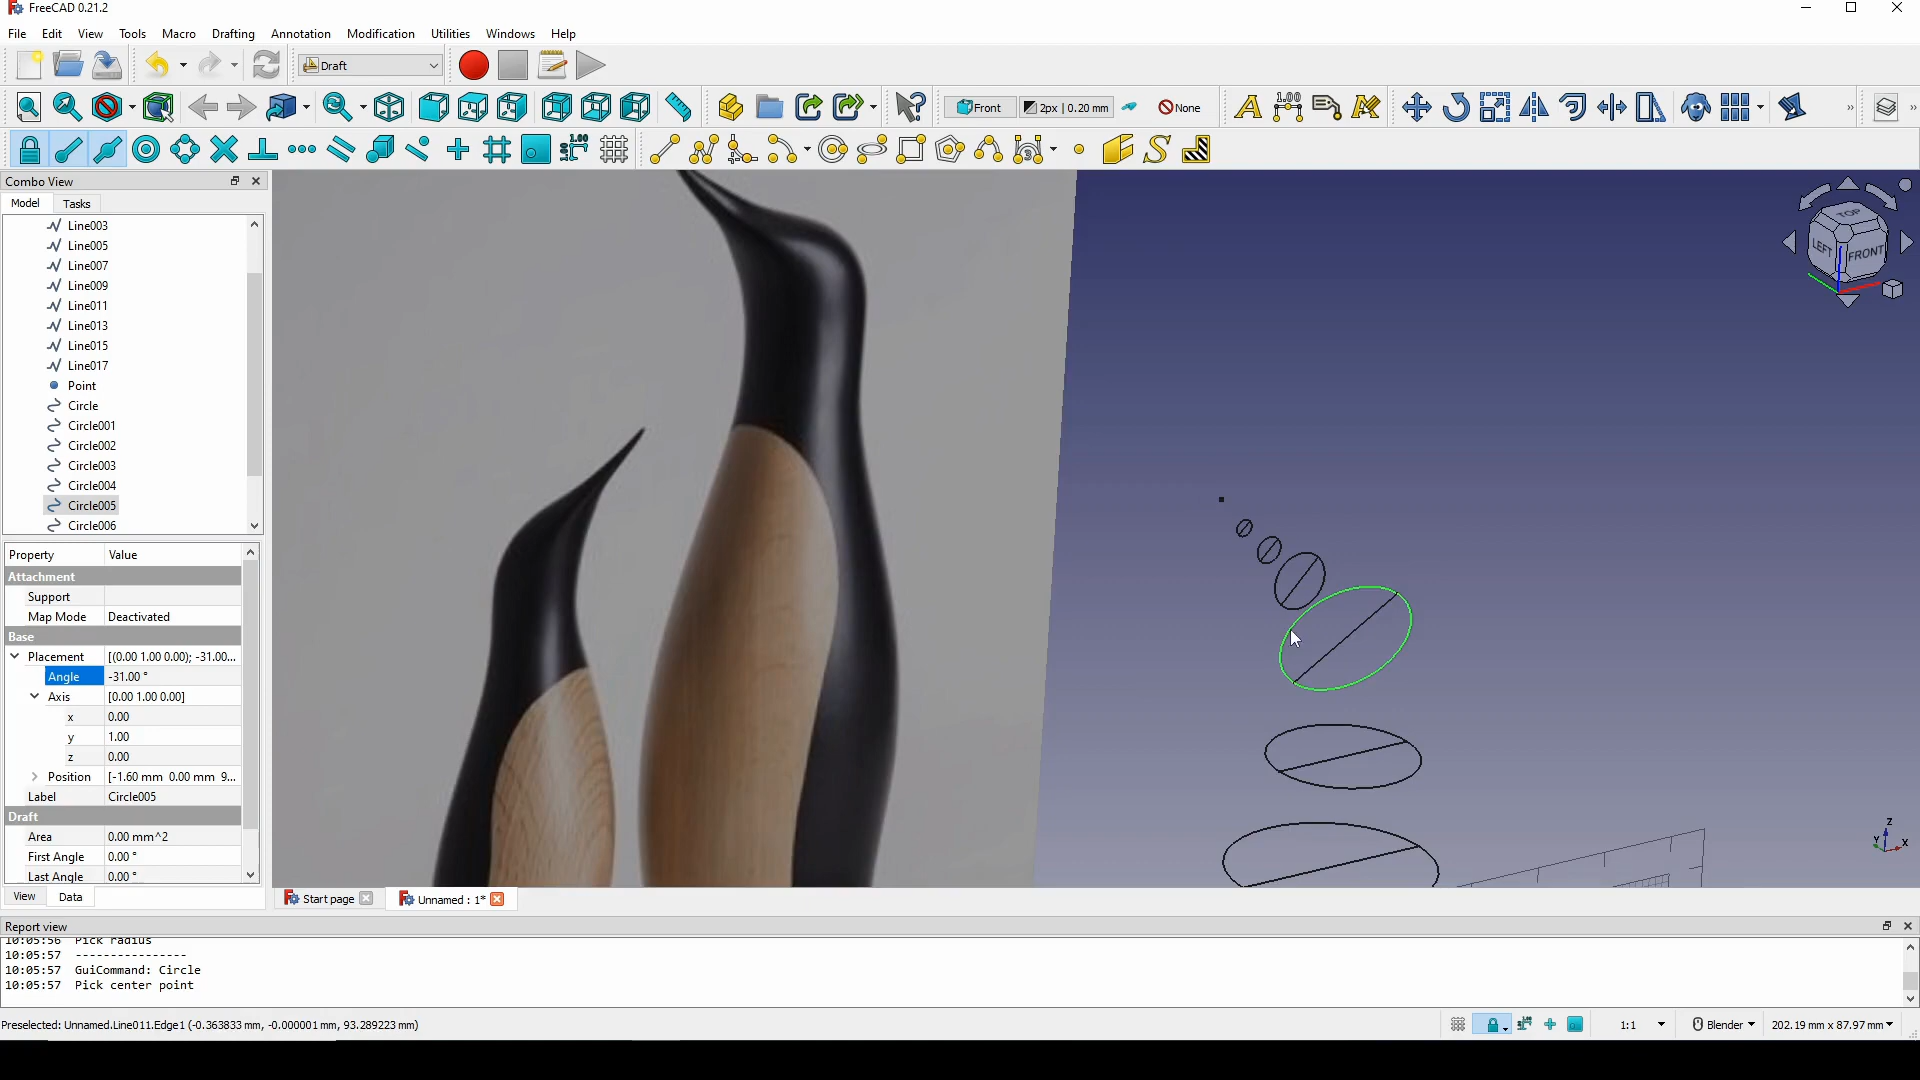 FreeCAD 0.21.2
File Edit View Tools Macro Drafting Annotation Modification Utilities Windows Help
Draft
Front 2px | 0.20 mm None
1.00
1.00
Combo View
Model Tasks
Line003
Line005
Line007
Line009
Line011
Line013
Line015
Line017
Point
Circle
Circle001
Circle002
Circle003
Circle004
Circle005
Circle006
Property Value
Attachment
Support
Map Mode Deactivated
Base
Placement [(0.00 1.00 0.00); -31.00...
Angle -31.00 °
Axis [0.00 1.00 0.00]
x 0.00
y 1.00
z 0.00
Position [-1.60 mm 0.00 mm 9...
Label Circle005
Draft
Area 0.00 mm^2
First Angle 0.00 °
Last Angle 0.00 °
View Data
TOP
LEFT FRONT
Z
Y X
Start page Unnamed : 1*
Report view
10:05:56 Pick radius
10:05:57 ----------------
10:05:57 GuiCommand: Circle
10:05:57 Pick center point
Preselected: Unnamed.Line011.Edge1 (-0.363833 mm, -0.000001 mm, 93.289223 mm)
1:1 Blender 202.19 mm x 87.97 mm